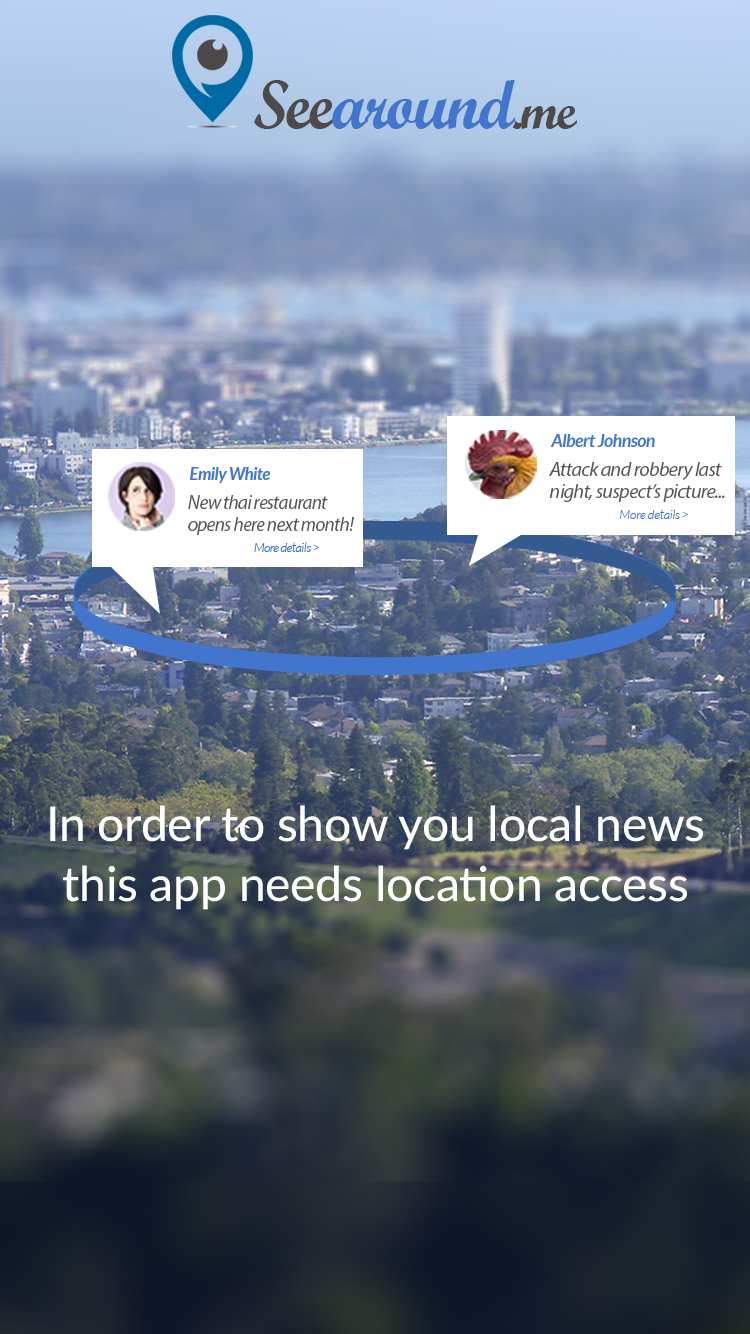 Seearound.me
Emily White
New thai restaurant
opens here next month!
More details >
Albert Johnson
Attack and robbery last
night, suspect's picture...
More details >
In order to show you local news
this app needs location access